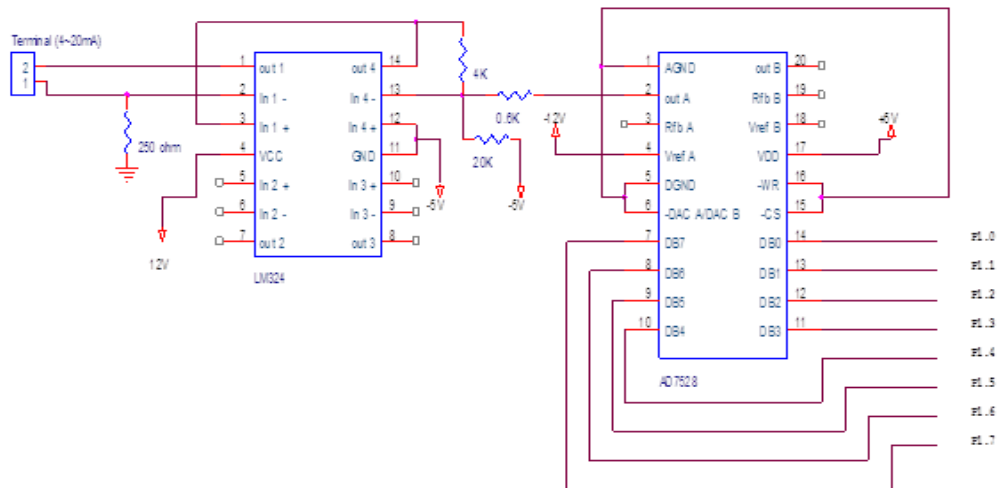 Terminal (4~20mA)
2
1
250 ohm
12V
1 out 1
2 In 1 -
3 In 1 +
4 VCC
5 In 2 +
6 In 2 -
7 out 2
out 4 14
In 4 - 13
In 4 + 12
GND 11
In 3 + 10
In 3 - 9
out 3 8
LM324
4K
0.6K
20K
-5V
-5V
-12V
1 AGND
2 out A
3 Rfb A
4 Vref A
5 DGND
6 -DAC A/DAC B
7 DB7
8 DB6
9 DB5
10 DB4
out B 20
Rfb B 19
Vref B 18
VDD 17
-WR 16
-CS 15
DB0 14
DB1 13
DB2 12
DB3 11
AD7528
+5V
P1.0
P1.1
P1.2
P1.3
P1.4
P1.5
P1.6
P1.7